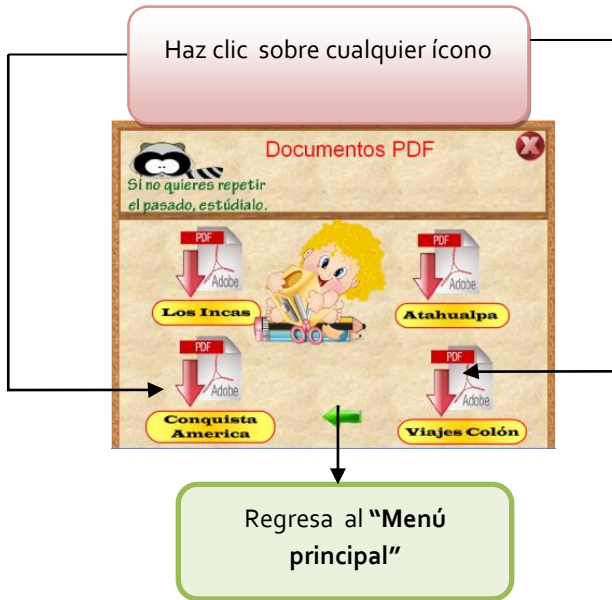 Haz clic sobre cualquier ícono
Documentos PDF
X
Si no quieres repetir
el pasado, estúdialo.
PDF
Adobe
Los Incas
PDF
Adobe
Atahualpa
PDF
Adobe
Conquista
America
PDF
Adobe
Viajes Colón
Regresa al “Menú
principal”